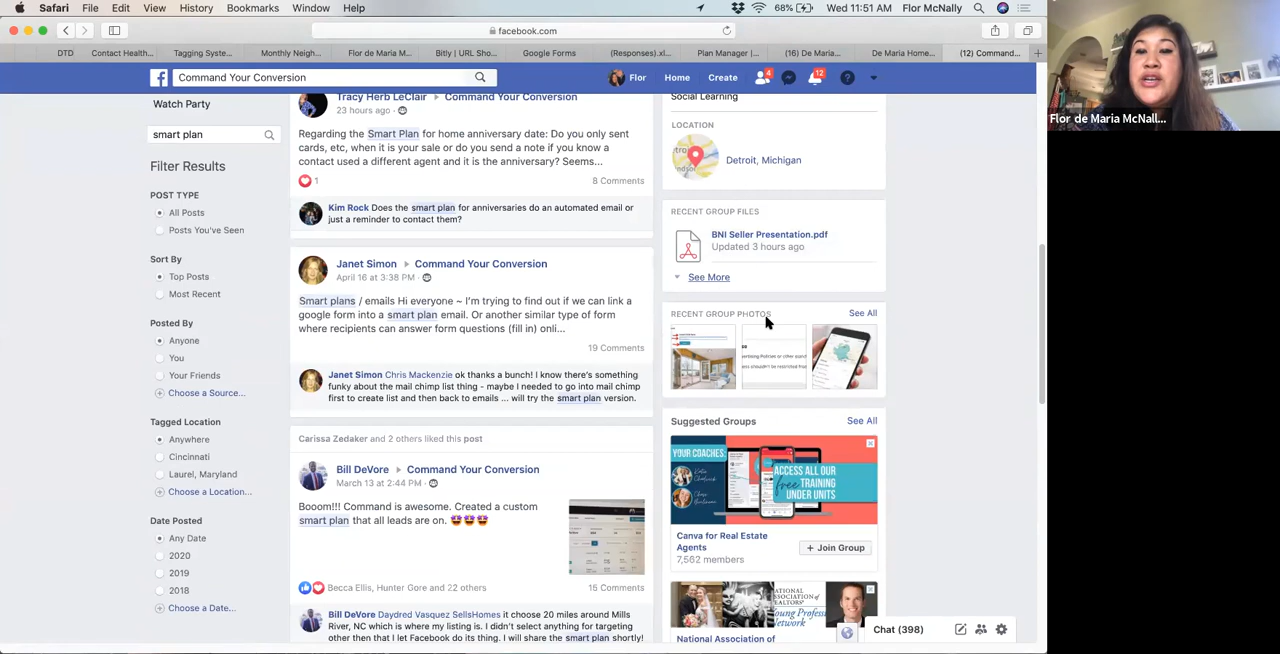 Safari File Edit View History Bookmarks Window Help 68% Wed 11:51 AM Flor McNally
facebook.com
DTD Contact Health... Tagging Syste... Monthly Neigh... Flor de Maria M... Bitly | URL Sho... Google Forms (Responses).xl... Plan Manager |... (16) De Maria... De Maria Home... (12) Command... +
Command Your Conversion Flor Home Create 4 12
Watch Party
smart plan
Filter Results
POST TYPE
All Posts
Posts You've Seen
Sort By
Top Posts
Most Recent
Posted By
Anyone
You
Your Friends
Choose a Source...
Tagged Location
Anywhere
Cincinnati
Laurel, Maryland
Choose a Location...
Date Posted
Any Date
2020
2019
2018
Choose a Date...
Tracy Herb LeClair Command Your Conversion
23 hours ago
Regarding the Smart Plan for home anniversary date: Do you only sent
cards, etc, when it is your sale or do you send a note if you know a
contact used a different agent and it is the anniversary? Seems...
1 8 Comments
Kim Rock Does the smart plan for anniversaries do an automated email or
just a reminder to contact them?
Janet Simon Command Your Conversion
April 16 at 3:38 PM
Smart plans / emails Hi everyone ~ I'm trying to find out if we can link a
google form into a smart plan email. Or another similar type of form
where recipients can answer form questions (fill in) onli...
19 Comments
Janet Simon Chris Mackenzie ok thanks a bunch! I know there's something
funky about the mail chimp list thing - maybe I needed to go into mail chimp
first to create list and then back to emails ... will try the smart plan version.
Carissa Zedaker and 2 others liked this post
Bill DeVore Command Your Conversion
March 13 at 2:44 PM
Booom!!! Command is awesome. Created a custom
smart plan that all leads are on. 🤩🤩🤩
Becca Ellis, Hunter Gore and 22 others 15 Comments
Bill DeVore Daydred Vasquez SellsHomes it choose 20 miles around Mills
River, NC which is where my listing is. I didn't select anything for targeting
other then that I let Facebook do its thing. I will share the smart plan shortly!
Social Learning
LOCATION
Detroit, Michigan
RECENT GROUP FILES
BNI Seller Presentation.pdf
Updated 3 hours ago
See More
RECENT GROUP PHOTOS See All
Suggested Groups See All
YOUR COACHES:
ACCESS ALL OUR
free TRAINING
UNDER UNITS
Canva for Real Estate
Agents
7,562 members
+ Join Group
NATIONAL
ASSOCIATION of
REALTORS
Young Profess
Network
National Association of
Chat (398)
Flor de Maria McNall...